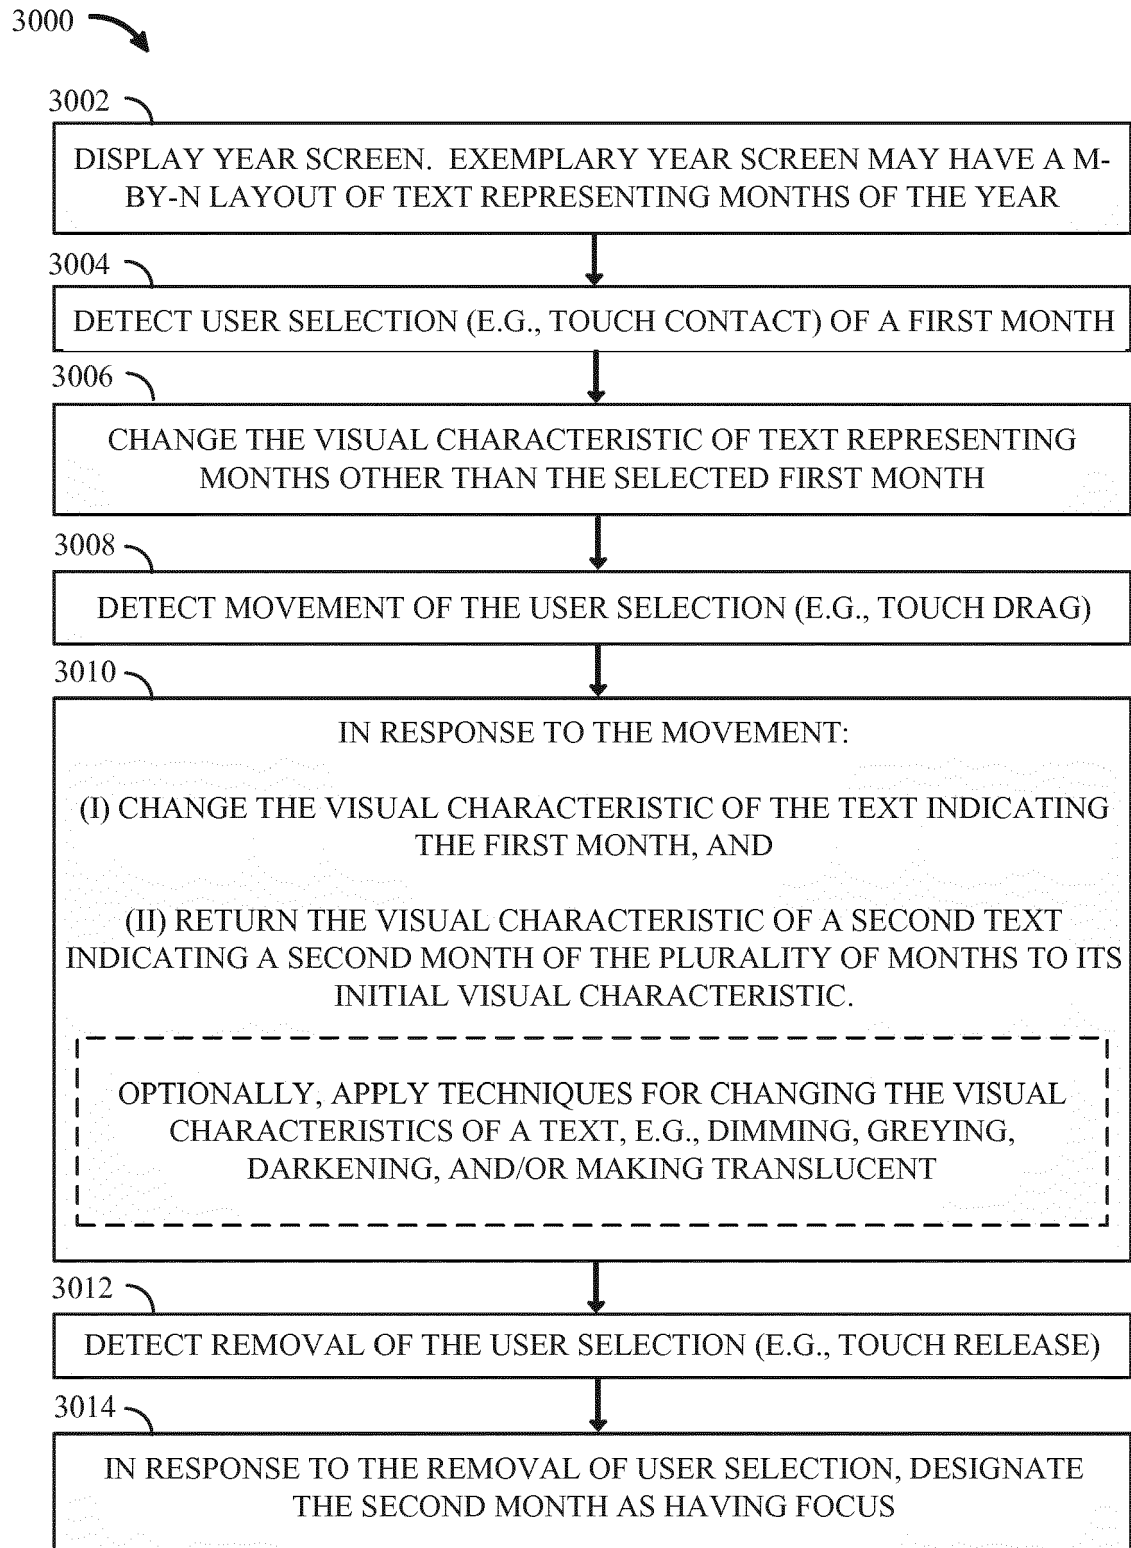 3000
3002
DISPLAY YEAR SCREEN. EXEMPLARY YEAR SCREEN MAY HAVE A M-
BY-N LAYOUT OF TEXT REPRESENTING MONTHS OF THE YEAR
3004
DETECT USER SELECTION (E.G., TOUCH CONTACT) OF A FIRST MONTH
3006
CHANGE THE VISUAL CHARACTERISTIC OF TEXT REPRESENTING
MONTHS OTHER THAN THE SELECTED FIRST MONTH
3008
DETECT MOVEMENT OF THE USER SELECTION (E.G., TOUCH DRAG)
3010
IN RESPONSE TO THE MOVEMENT:
(I) CHANGE THE VISUAL CHARACTERISTIC OF THE TEXT INDICATING
THE FIRST MONTH, AND
(II) RETURN THE VISUAL CHARACTERISTIC OF A SECOND TEXT
INDICATING A SECOND MONTH OF THE PLURALITY OF MONTHS TO ITS
INITIAL VISUAL CHARACTERISTIC.
OPTIONALLY, APPLY TECHNIQUES FOR CHANGING THE VISUAL
CHARACTERISTICS OF A TEXT, E.G., DIMMING, GREYING,
DARKENING, AND/OR MAKING TRANSLUCENT
3012
DETECT REMOVAL OF THE USER SELECTION (E.G., TOUCH RELEASE)
3014
IN RESPONSE TO THE REMOVAL OF USER SELECTION, DESIGNATE
THE SECOND MONTH AS HAVING FOCUS